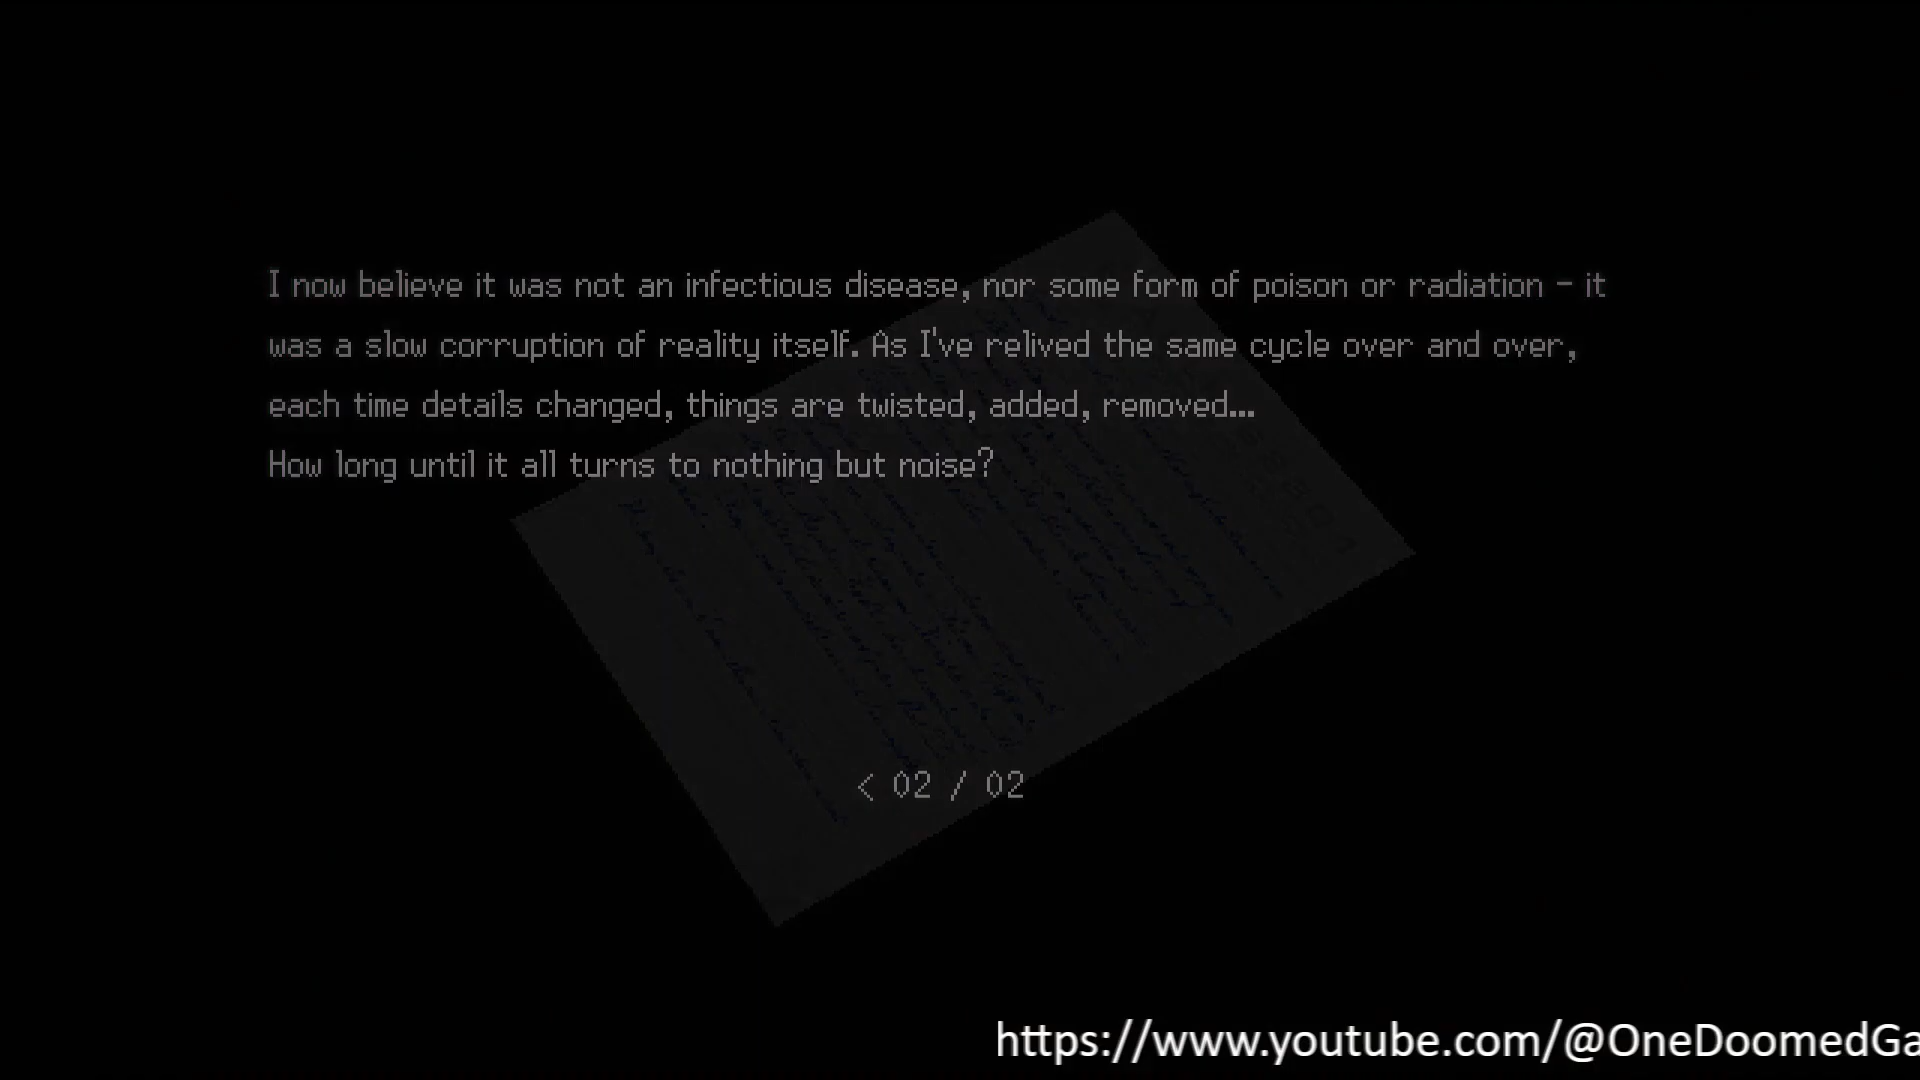 I now believe it was not an infectious disease, nor some form of poison or radiation - it
was a slow corruption of reality itself. As I've relived the same cycle over and over,
each time details changed, things are twisted, added, removed...
How long until it all turns to nothing but noise?
< 02 / 02
https://www.youtube.com/@OneDoomedGa